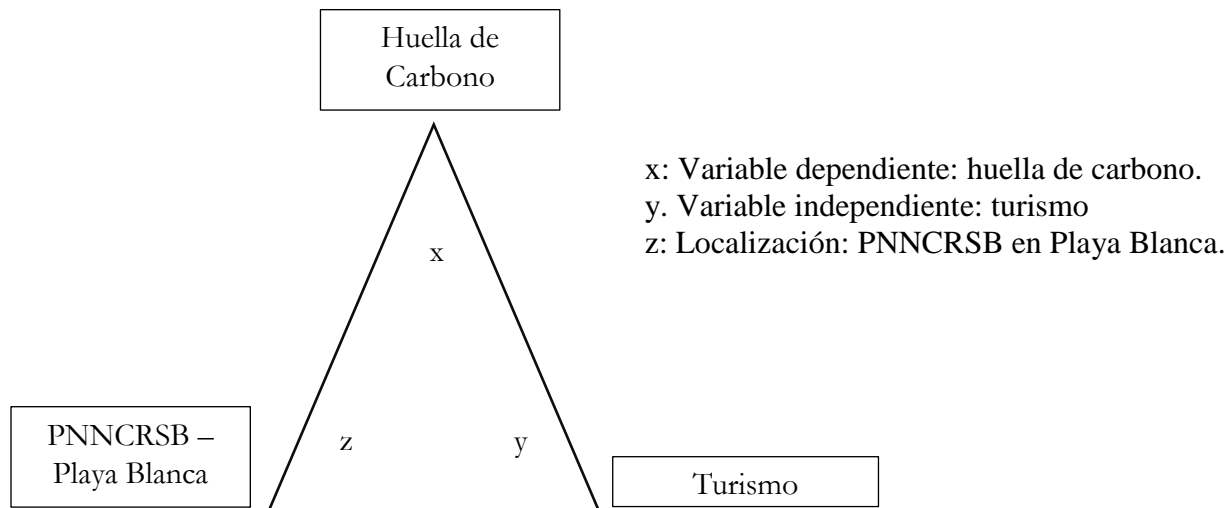 Huella de
Carbono
x: Variable dependiente: huella de carbono.
y. Variable independiente: turismo
z: Localización: PNNCRSB en Playa Blanca.
x
PNNCRSB –
Playa Blanca
z
y
Turismo